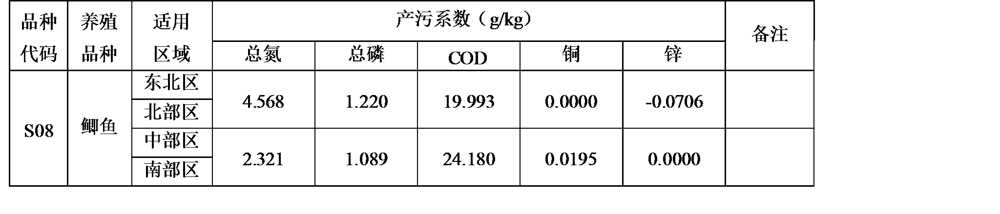 品种代码 养殖品种 适用区域 产污系数（g/kg） 备注
总氮 总磷 COD 铜 锌
S08 鲫鱼 东北区 4.568 1.220 19.993 0.0000 -0.0706
北部区
中部区 2.321 1.089 24.180 0.0195 0.0000
南部区